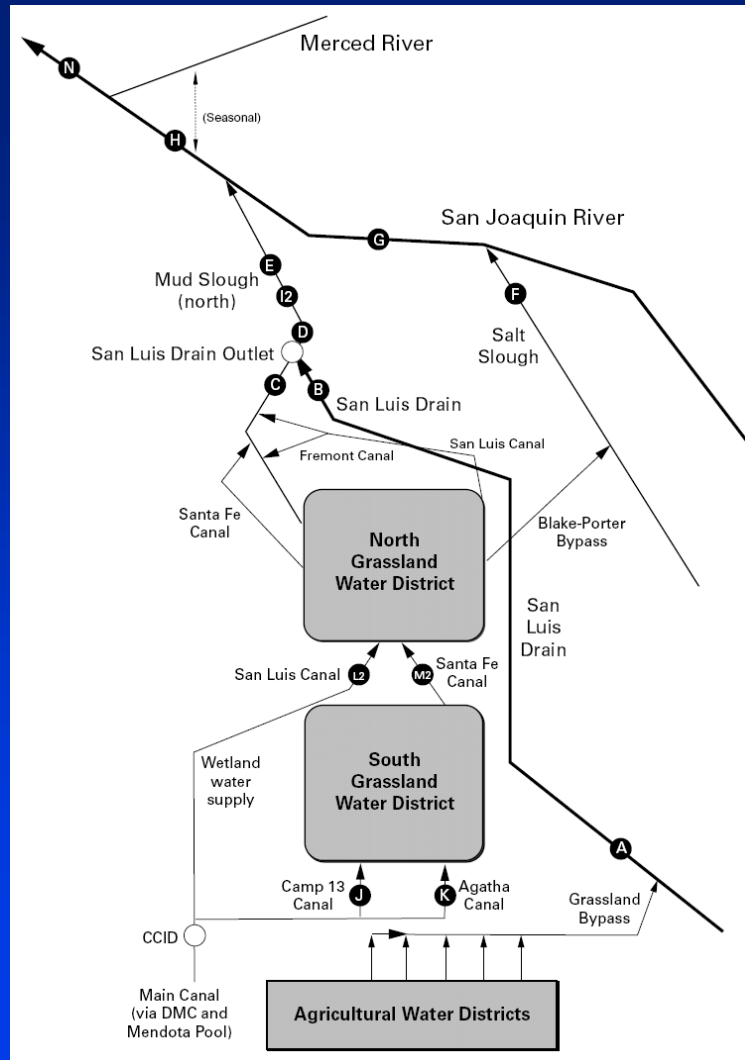 Merced River
N
(Seasonal)
H
San Joaquin River
G
E
F
Mud Slough
(north)
I2
D
Salt
Slough
San Luis Drain Outlet
C
B
San Luis Drain
San Luis Canal
Fremont Canal
Santa Fe
Canal
North
Grassland
Water District
Blake-Porter
Bypass
San
Luis
Drain
San Luis Canal
L2
M2
Santa Fe
Canal
Wetland
water
supply
South
Grassland
Water District
A
Camp 13
Canal
J
K
Agatha
Canal
Grassland
Bypass
CCID
Main Canal
(via DMC and
Mendota Pool)
Agricultural Water Districts